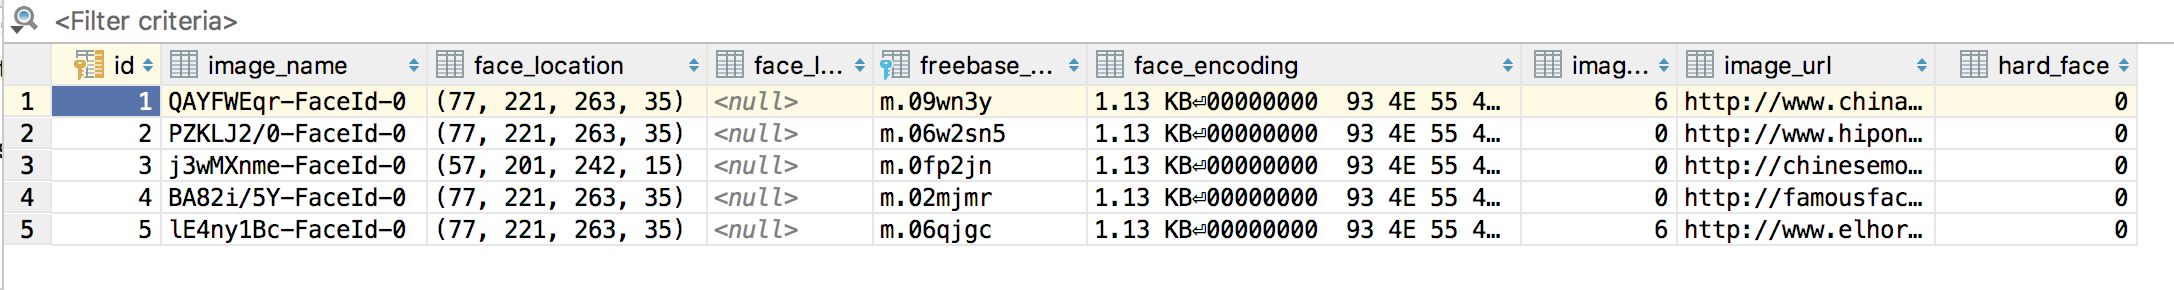 <Filter criteria>
id image_name face_location face_l... freebase_... face_encoding imag... image_url hard_face
1 1 QAYFWEqr-FaceId-0 (77, 221, 263, 35) <null> m.09wn3y 1.13 KB⏎00000000 93 4E 55 4… 6 http://www.china… 0
2 2 PZKLJ2/0-FaceId-0 (77, 221, 263, 35) <null> m.06w2sn5 1.13 KB⏎00000000 93 4E 55 4… 0 http://www.hipon… 0
3 3 j3wMXnme-FaceId-0 (57, 201, 242, 15) <null> m.0fp2jn 1.13 KB⏎00000000 93 4E 55 4… 0 http://chinesemo… 0
4 4 BA82i/5Y-FaceId-0 (77, 221, 263, 35) <null> m.02mjmr 1.13 KB⏎00000000 93 4E 55 4… 0 http://famousfac… 0
5 5 lE4ny1Bc-FaceId-0 (77, 221, 263, 35) <null> m.06qjgc 1.13 KB⏎00000000 93 4E 55 4… 6 http://www.elhor… 0